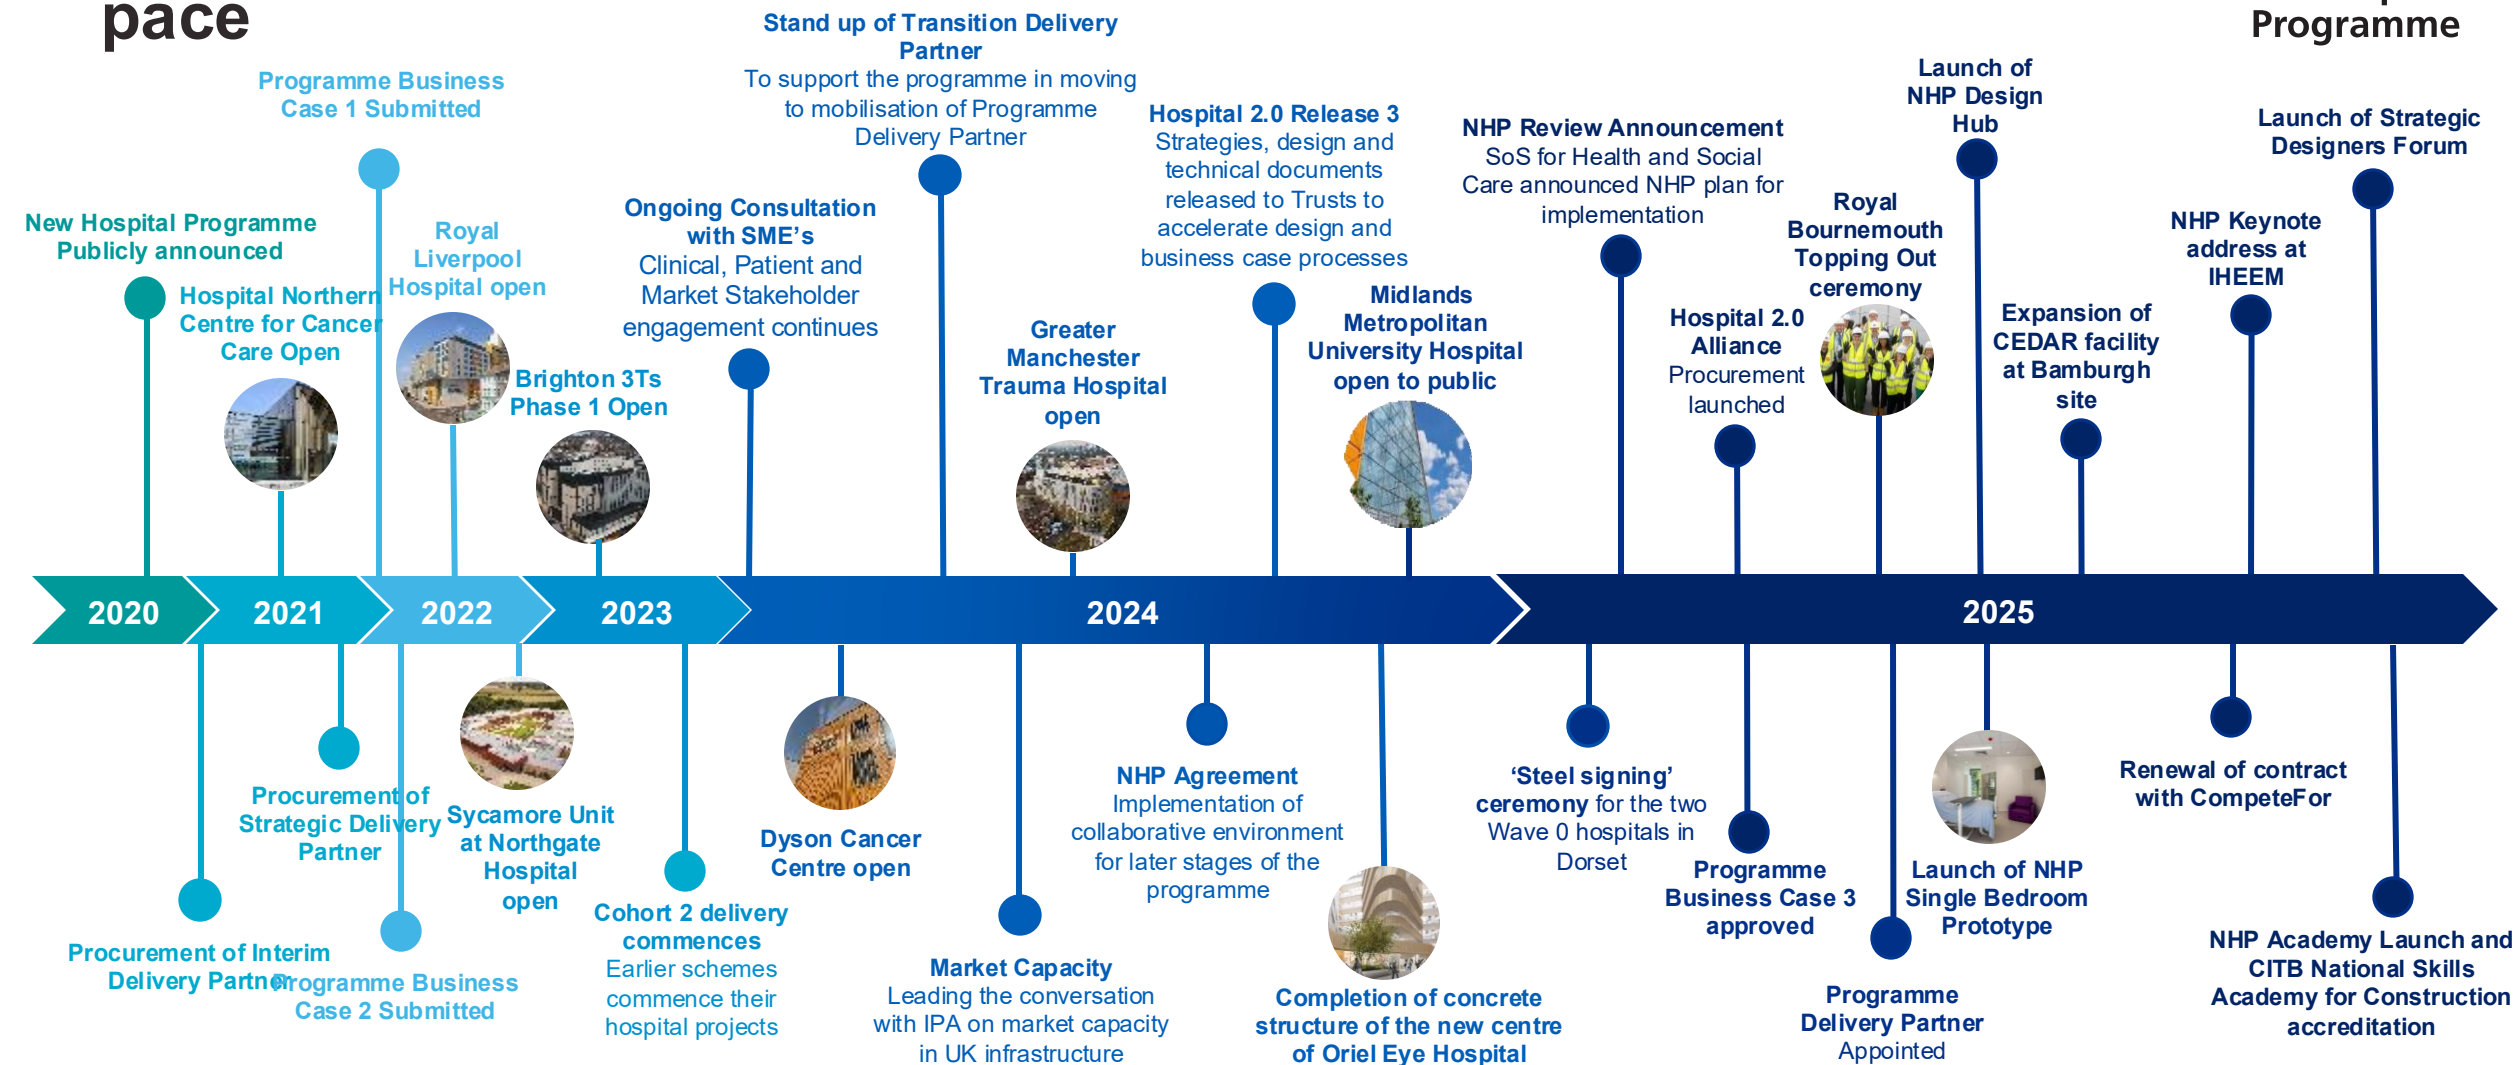 pace
Programme
Stand up of Transition Delivery
Partner
To support the programme in moving
to mobilisation of Programme
Delivery Partner
Programme Business
Case 1 Submitted
New Hospital Programme
Publicly announced
Hospital Northern
Centre for Cancer
Care Open
Royal
Liverpool
Hospital open
Brighton 3Ts
Phase 1 Open
Ongoing Consultation
with SME’s
Clinical, Patient and
Market Stakeholder
engagement continues
Greater
Manchester
Trauma Hospital
open
Hospital 2.0 Release 3
Strategies, design and
technical documents
released to Trusts to
accelerate design and
business case processes
Midlands
Metropolitan
University Hospital
open to public
NHP Review Announcement
SoS for Health and Social
Care announced NHP plan for
implementation
Hospital 2.0
Alliance
Procurement
launched
Royal
Bournemouth
Topping Out
ceremony
Launch of
NHP Design
Hub
Expansion of
CEDAR facility
at Bamburgh
site
NHP Keynote
address at
IHEEM
Launch of Strategic
Designers Forum
2020
2021
2022
2023
2024
2025
Procurement of Interim
Delivery Partner
Procurement of
Strategic Delivery
Partner
Programme Business
Case 2 Submitted
Sycamore Unit
at Northgate
Hospital
open
Cohort 2 delivery
commences
Earlier schemes
commence their
hospital projects
Dyson Cancer
Centre open
Market Capacity
Leading the conversation
with IPA on market capacity
in UK infrastructure
NHP Agreement
Implementation of
collaborative environment
for later stages of the
programme
Completion of concrete
structure of the new centre
of Oriel Eye Hospital
‘Steel signing’
ceremony for the two
Wave 0 hospitals in
Dorset
Programme
Business Case 3
approved
Programme
Delivery Partner
Appointed
Launch of NHP
Single Bedroom
Prototype
Renewal of contract
with CompeteFor
NHP Academy Launch and
CITB National Skills
Academy for Construction
accreditation